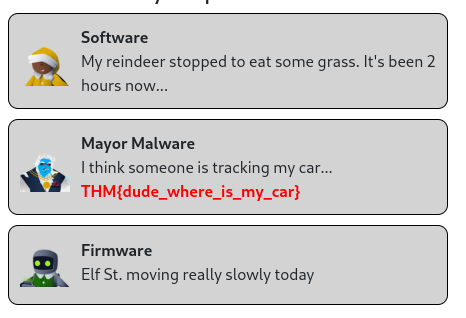 Software
My reindeer stopped to eat some grass. It's been 2
hours now...
Mayor Malware
I think someone is tracking my car...
THM{dude_where_is_my_car}
Firmware
Elf St. moving really slowly today